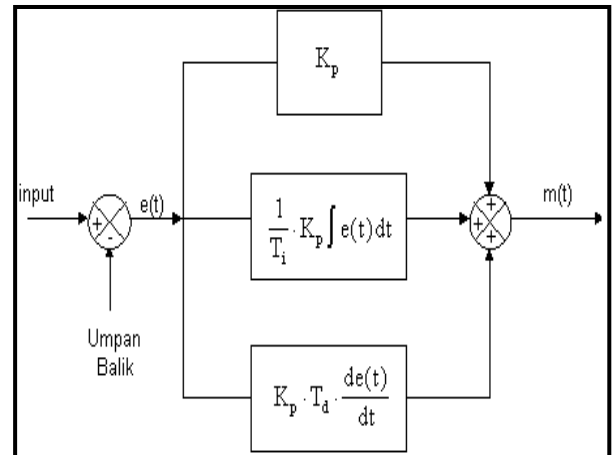 K_p
input
+
-
e(t)
1/T_i · K_p ∫ e(t) dt
+
+
+
m(t)
Umpan
Balik
K_p · T_d · de(t)/dt